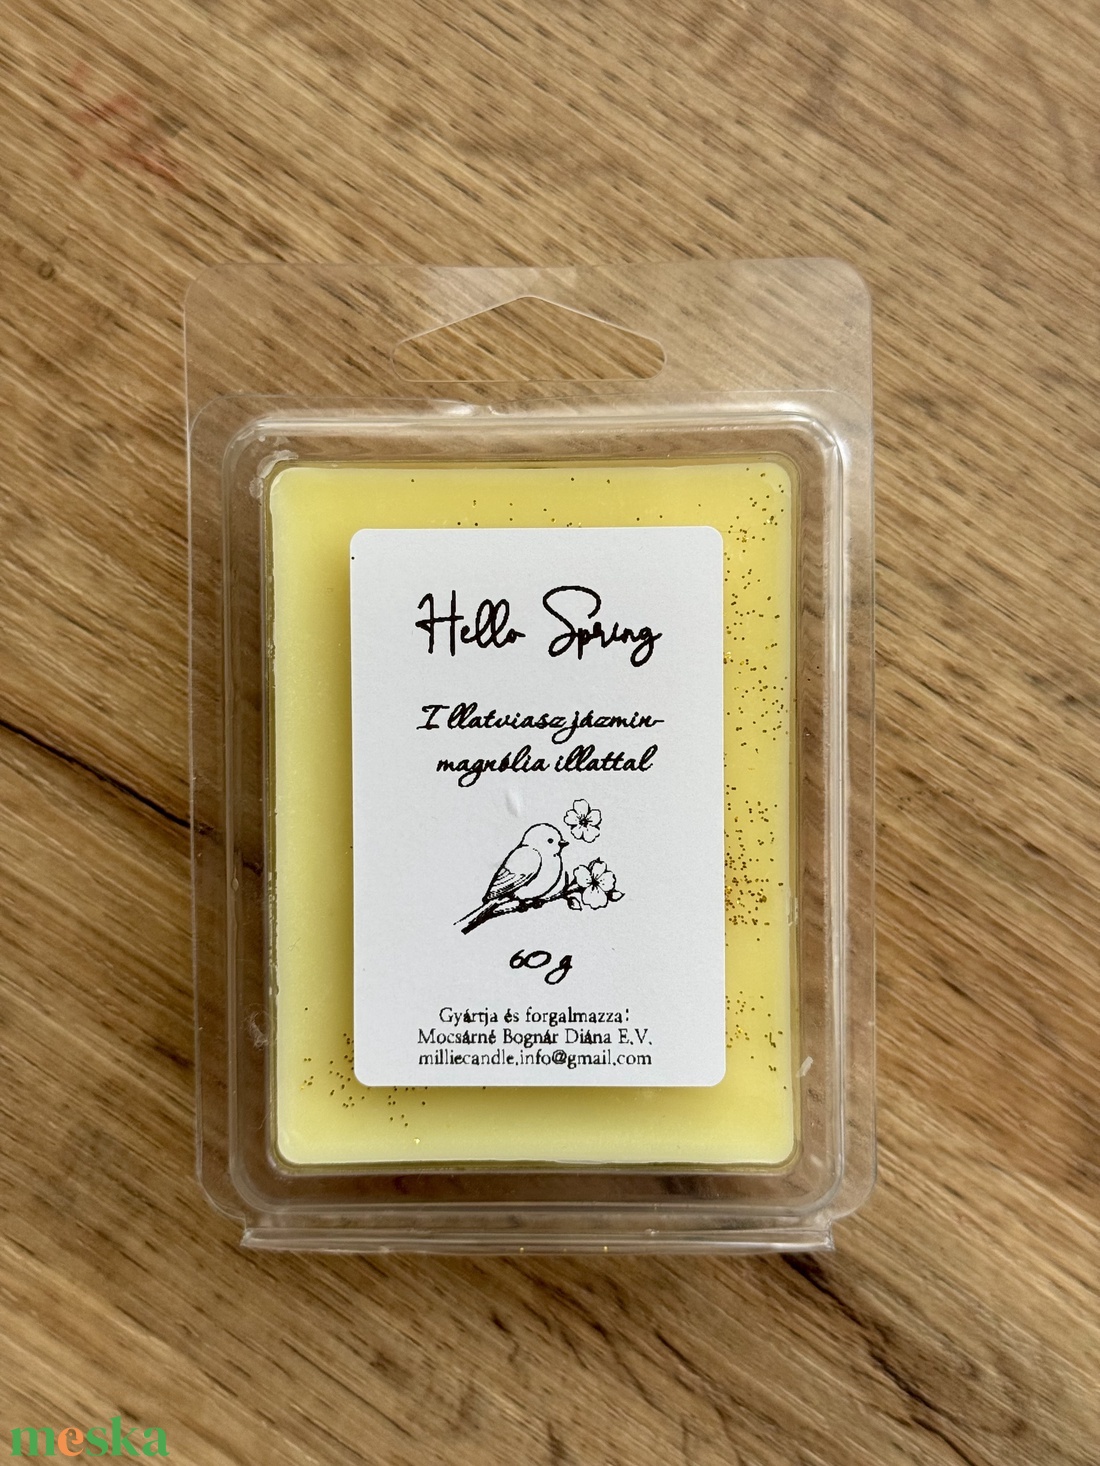 Hello Spring
Illatviasz jázmin-
magnólia illattal
60 g
Gyártja és forgalmazza:
Mocsárné Bognár Diána E.V.
milliecandle.info@gmail.com
meska